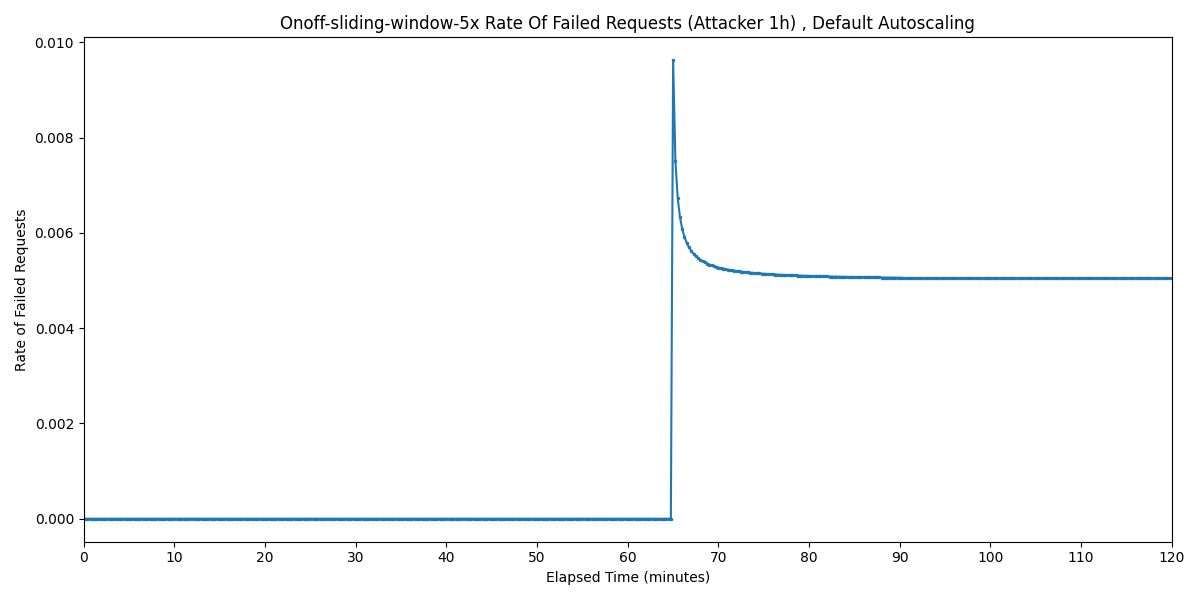 Onoff-sliding-window-5x Rate Of Failed Requests (Attacker 1h) , Default Autoscaling
Rate of Failed Requests
0.010
0.008
0.006
0.004
0.002
0.000
0 10 20 30 40 50 60 70 80 90 100 110 120
Elapsed Time (minutes)